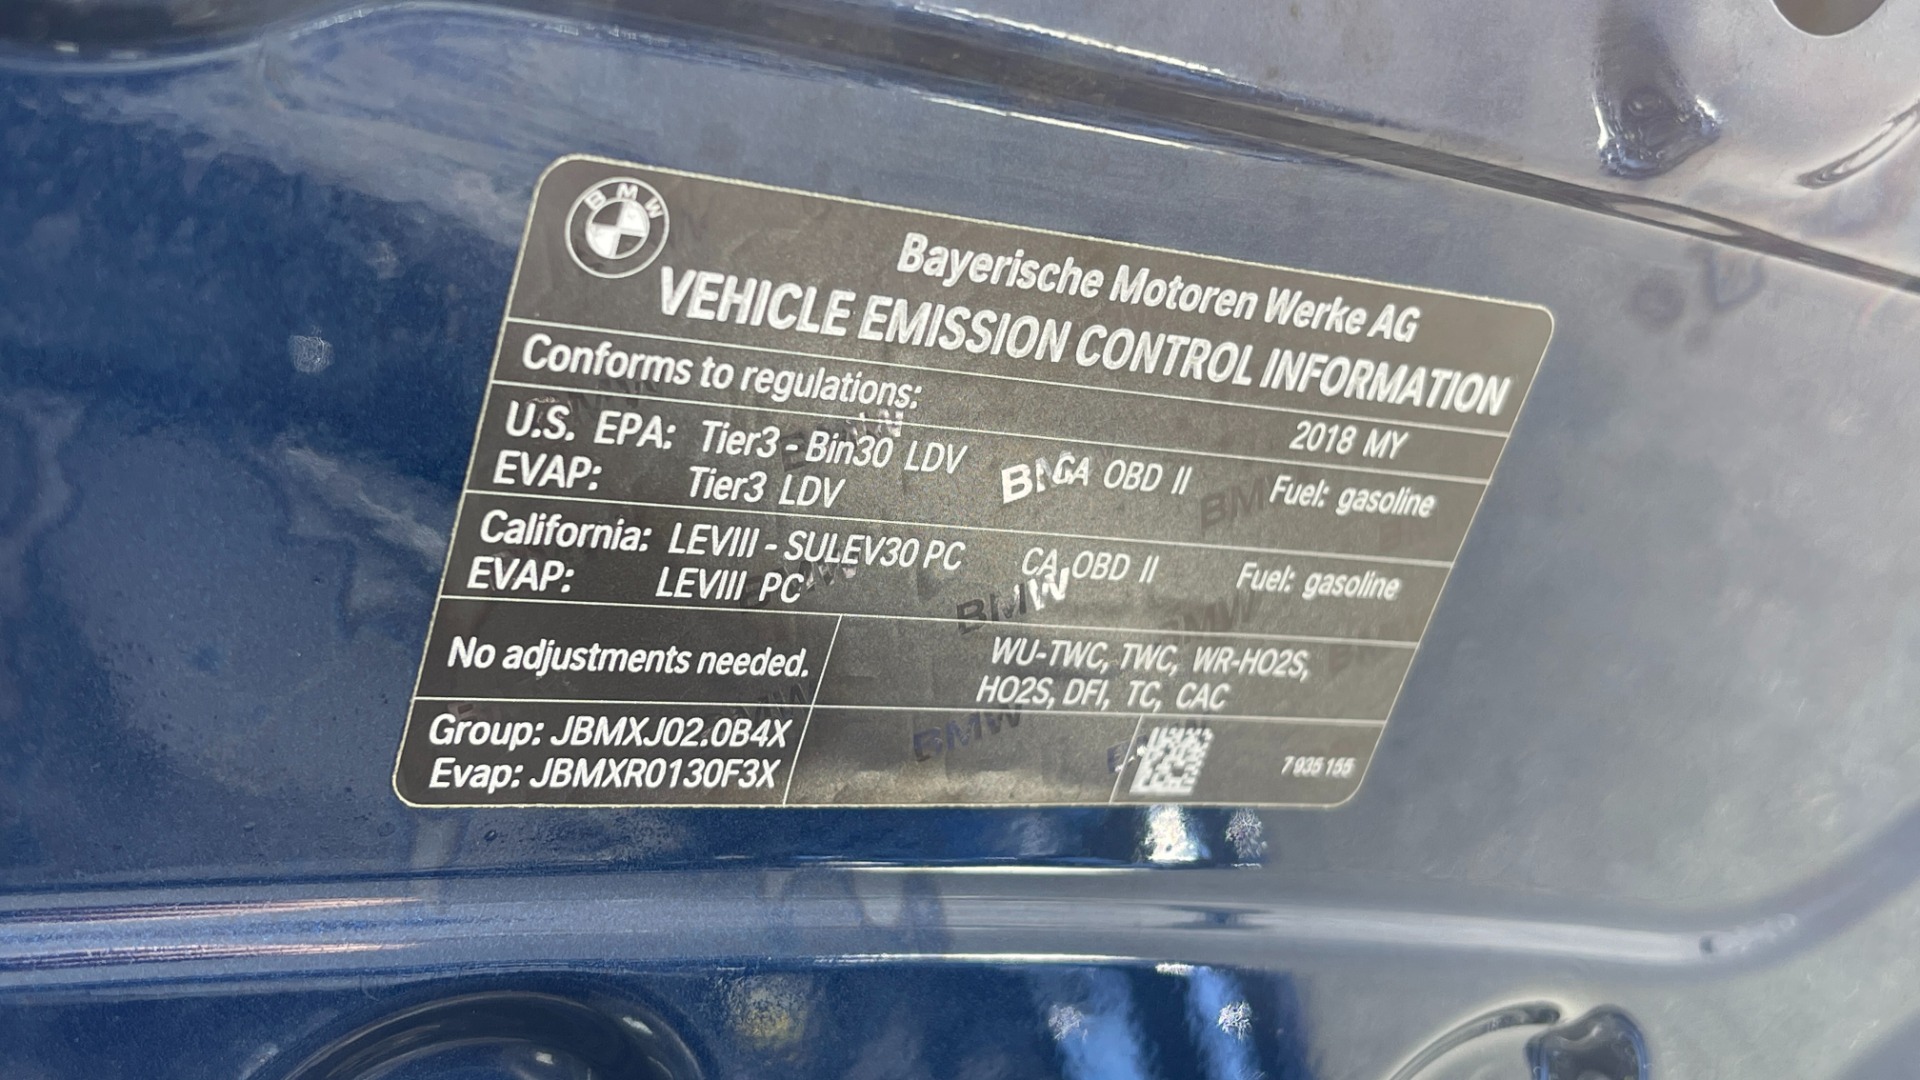 BMW
Bayerische Motoren Werke AG
VEHICLE EMISSION CONTROL INFORMATION
Conforms to regulations: 2018 MY
U.S. EPA: Tier3 - Bin30 LDV CA OBD II Fuel: gasoline
EVAP: Tier3 LDV
California: LEVIII - SULEV30 PC CA OBD II Fuel: gasoline
EVAP: LEVIII PC
No adjustments needed.
WU-TWC, TWC, WR-HO2S,
HO2S, DFI, TC, CAC
Group: JBMXJ02.0B4X
Evap: JBMXR0130F3X
7 935 155